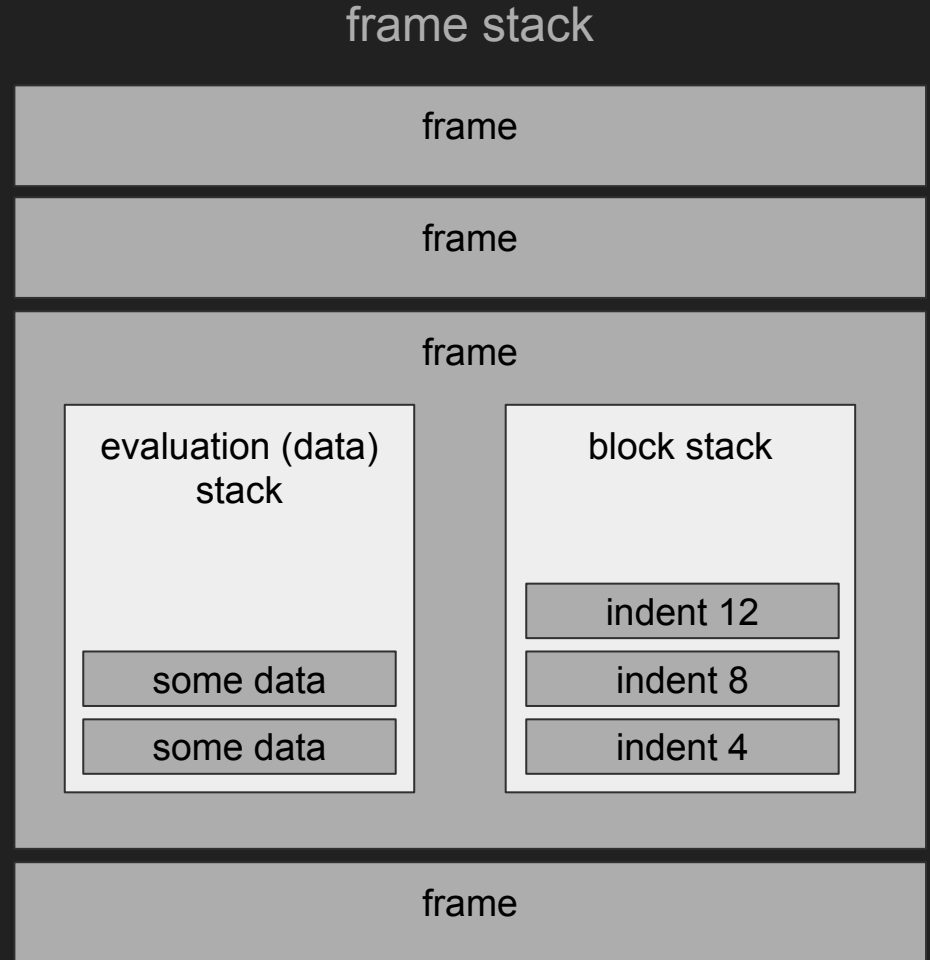 frame stack
frame
frame
frame
evaluation (data)
stack
some data
some data
block stack
indent 12
indent 8
indent 4
frame